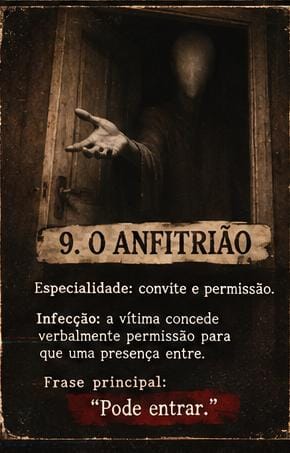 9. O ANFITRIÃO
Especialidade: convite e permissão.
Infecção: a vítima concede
verbalmente permissão para
que uma presença entre.
Frase principal:
“Pode entrar.”